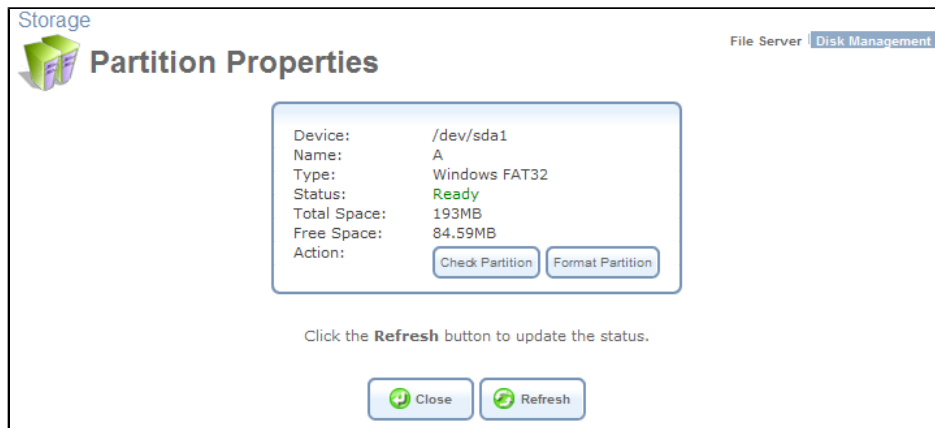 Storage
File Server | Disk Management
Partition Properties
Device: /dev/sda1
Name: A
Type: Windows FAT32
Status: Ready
Total Space: 193MB
Free Space: 84.59MB
Action: Check Partition Format Partition
Click the Refresh button to update the status.
Close Refresh